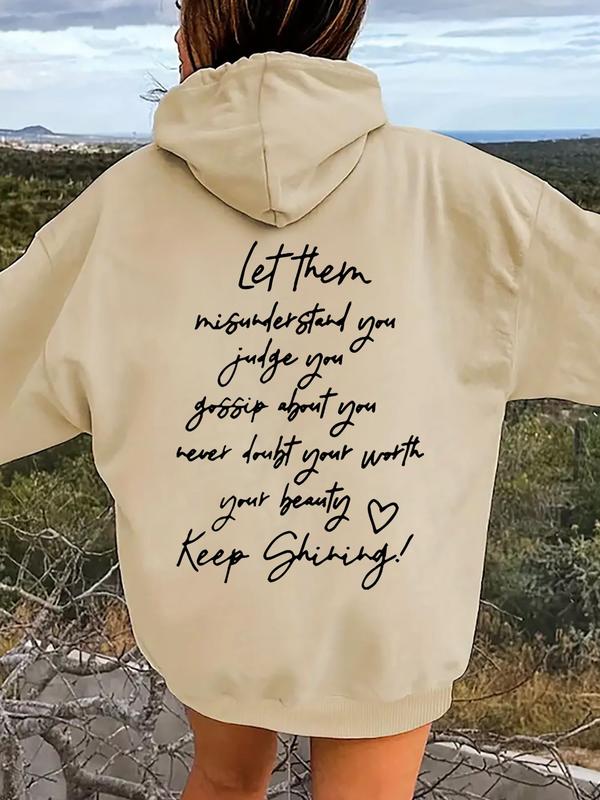 Let them
misunderstand you
judge you
gossip about you
never doubt your worth
your beauty
Keep Shining!